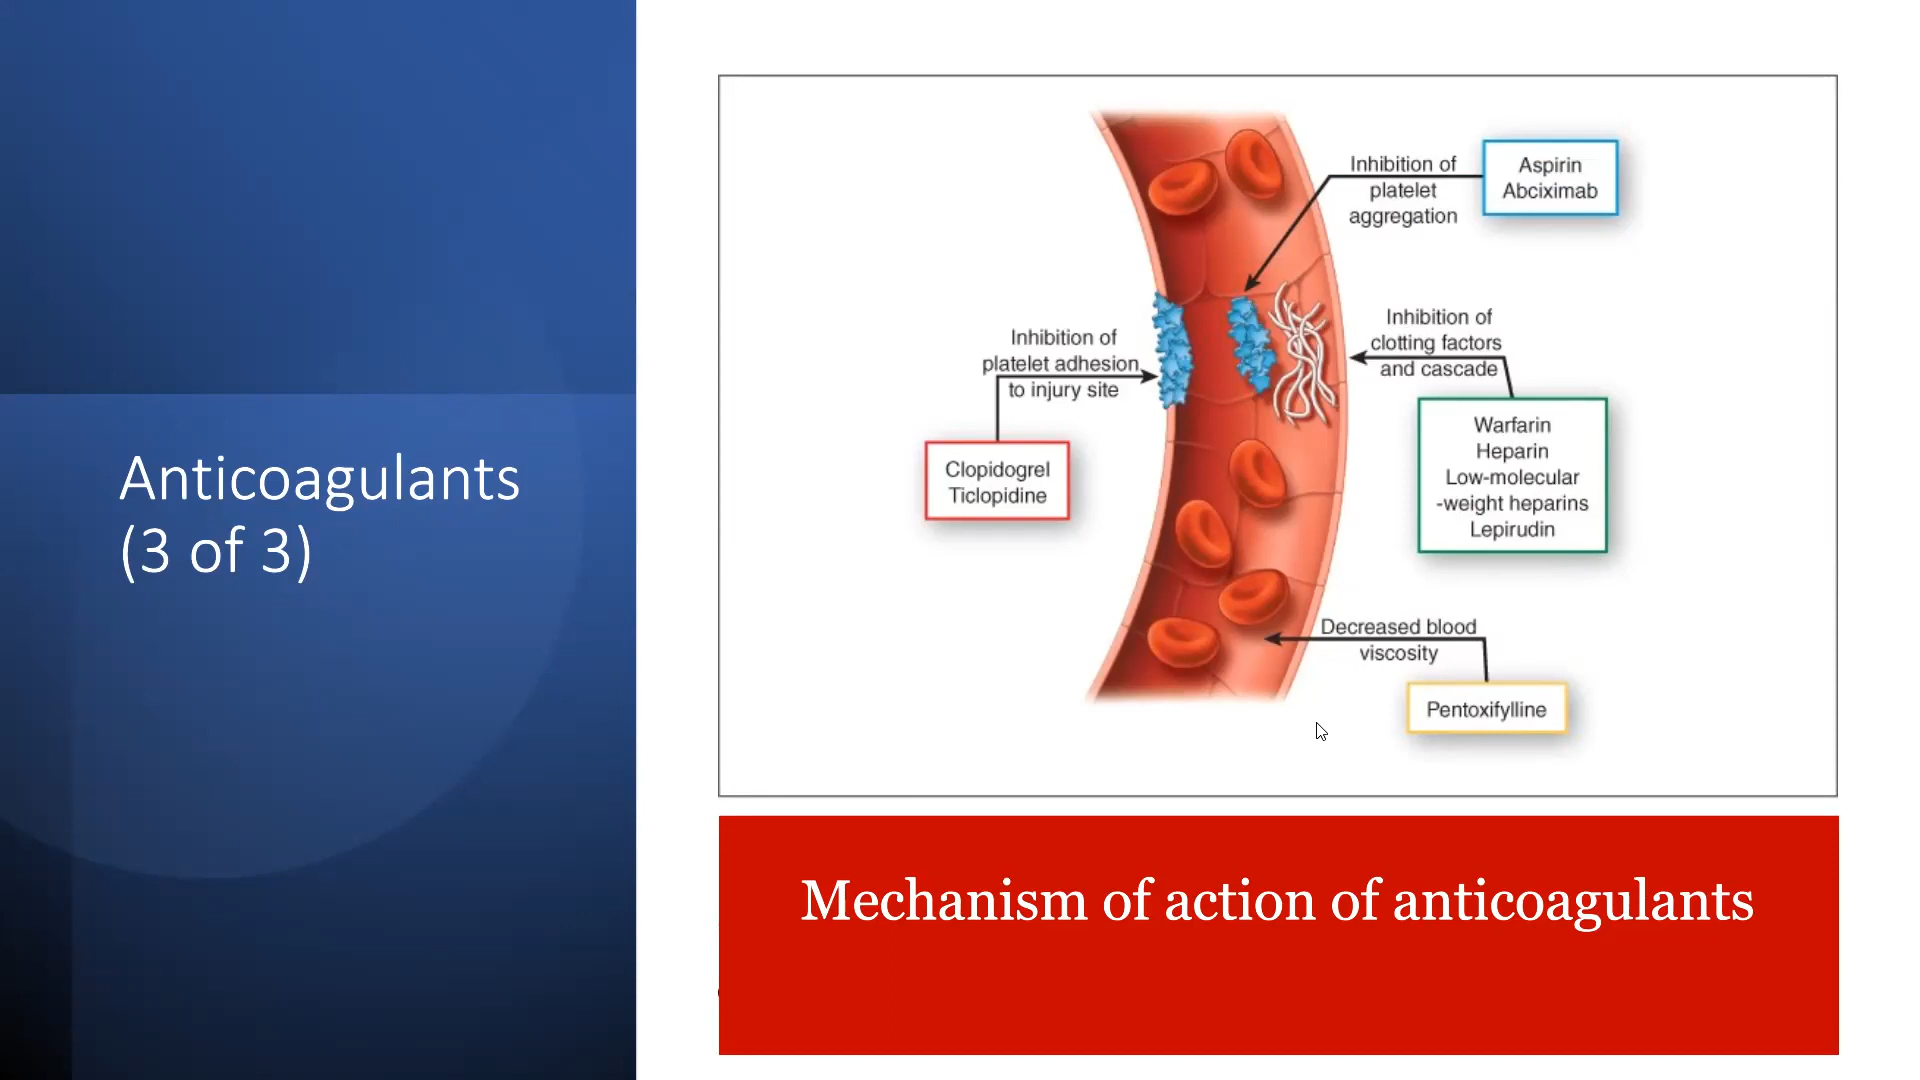 Anticoagulants
(3 of 3)
Inhibition of
platelet
aggregation
Aspirin
Abciximab
Inhibition of
platelet adhesion
to injury site
Clopidogrel
Ticlopidine
Inhibition of
clotting factors
and cascade
Warfarin
Heparin
Low-molecular
-weight heparins
Lepirudin
Decreased blood
viscosity
Pentoxifylline
Mechanism of action of anticoagulants